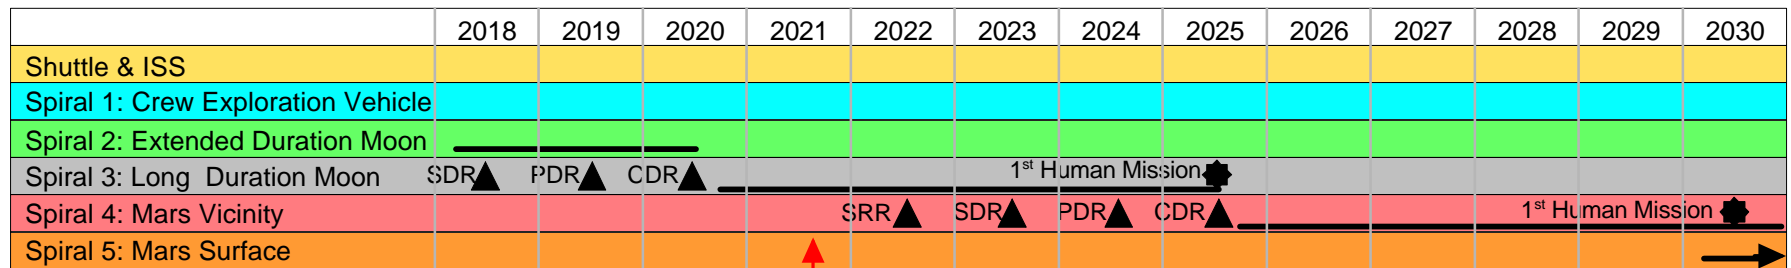 2018 2019 2020 2021 2022 2023 2024 2025 2026 2027 2028 2029 2030
Shuttle & ISS
Spiral 1: Crew Exploration Vehicle
Spiral 2: Extended Duration Moon
Spiral 3: Long Duration Moon SDR PDR CDR 1st Human Mission
Spiral 4: Mars Vicinity SRR SDR PDR CDR 1st Human Mission
Spiral 5: Mars Surface